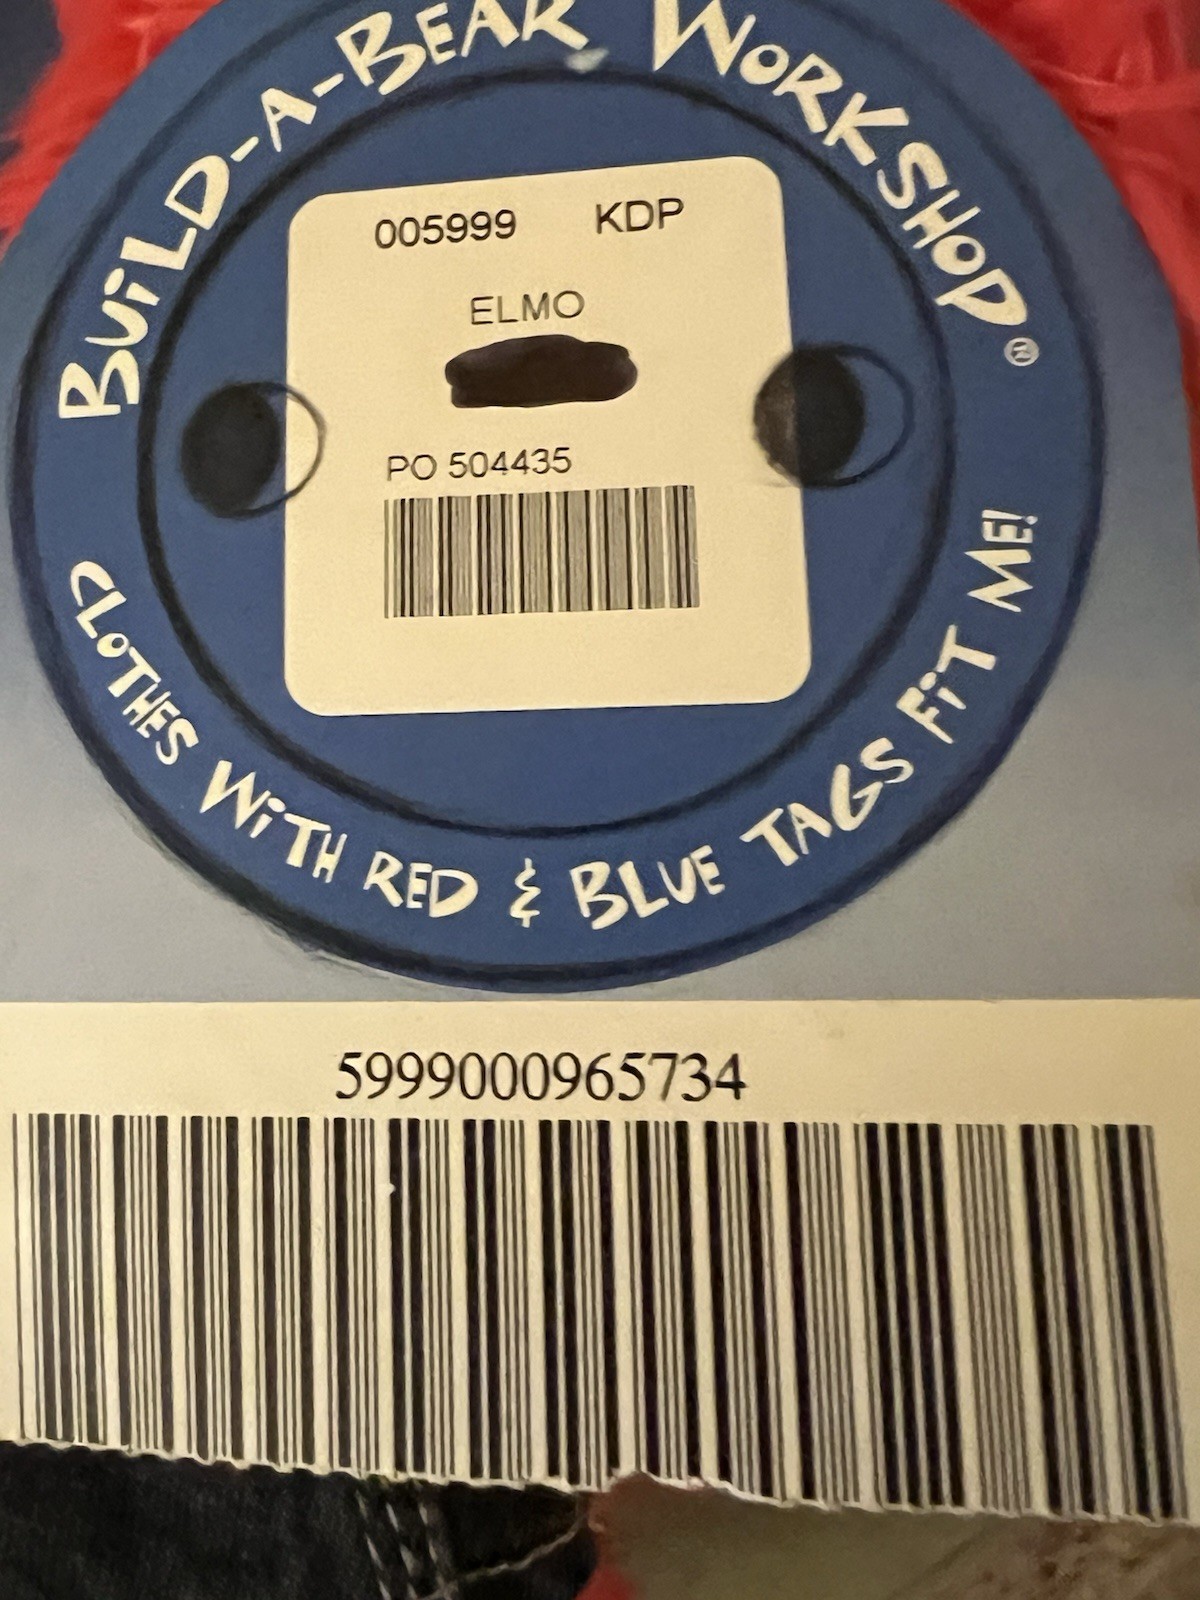 BUiLD-A-BEAR WORKSHOP®
005999 KDP
ELMO
PO 504435
CLOTHES WiTH RED & BLUE TAGS FiT ME!
5999000965734